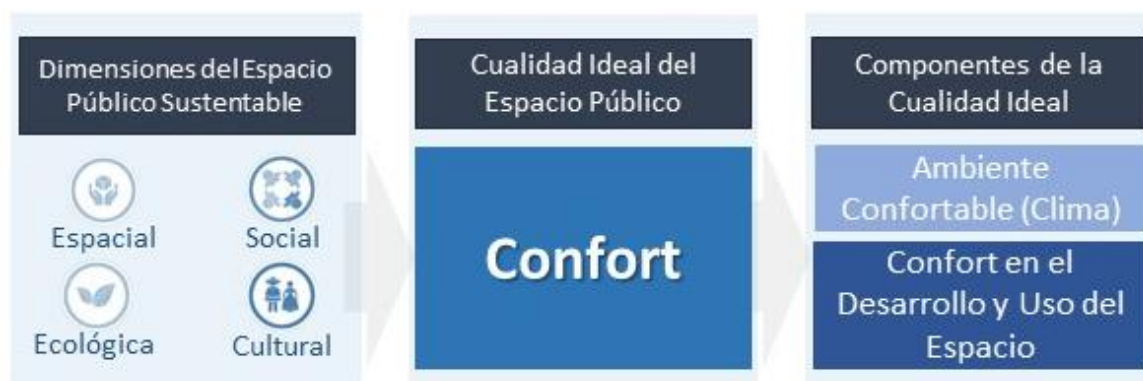 Dimensiones del Espacio
Público Sustentable
Espacial
Social
Ecológica
Cultural
Cualidad Ideal del
Espacio Público
Confort
Componentes de la
Cualidad Ideal
Ambiente
Confortable (Clima)
Confort en el
Desarrollo y Uso del
Espacio